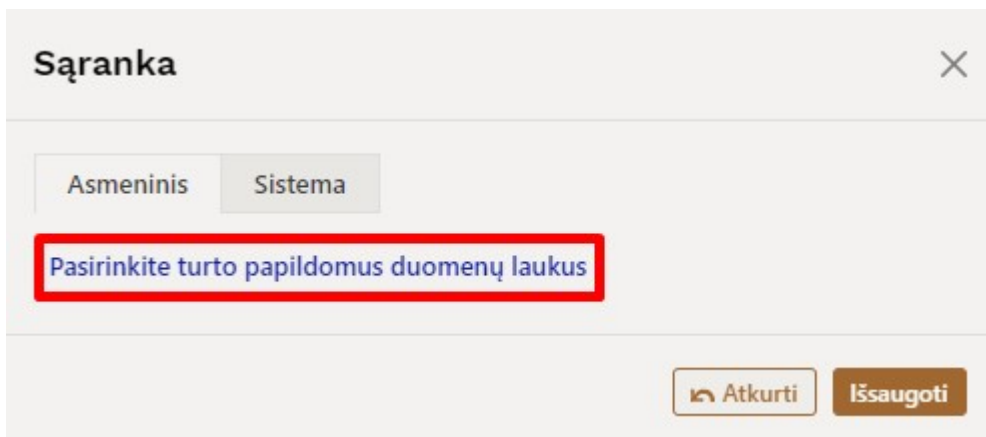 Sąranka
Asmeninis Sistema
Pasirinkite turto papildomus duomenų laukus
Atkurti Išsaugoti